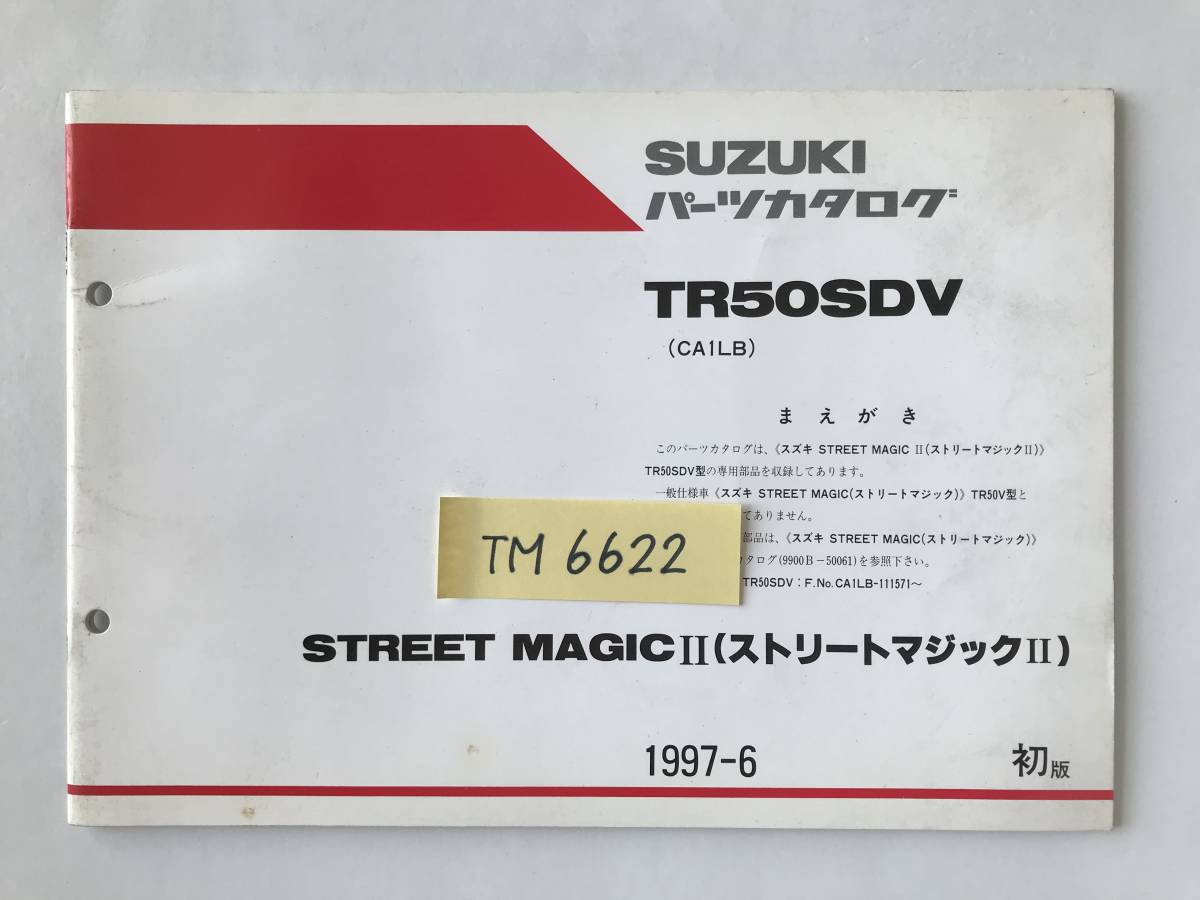 SUZUKI
パーツカタログ
TR50SDV
(CA1LB)
まえがき
このパーツカタログは、《スズキ STREET MAGIC II(ストリートマジックII)》
TR50SDV型の専用部品を収録してあります。
一般仕様車《スズキ STREET MAGIC(ストリートマジック)》TR50V型と
てありません。
部品は、《スズキ STREET MAGIC(ストリートマジック)》
タログ(9900B-50061)を参照下さい。
TR50SDV:F.No.CA1LB-111571〜
TM 6622
STREET MAGIC II(ストリートマジックII)
1997-6 初版